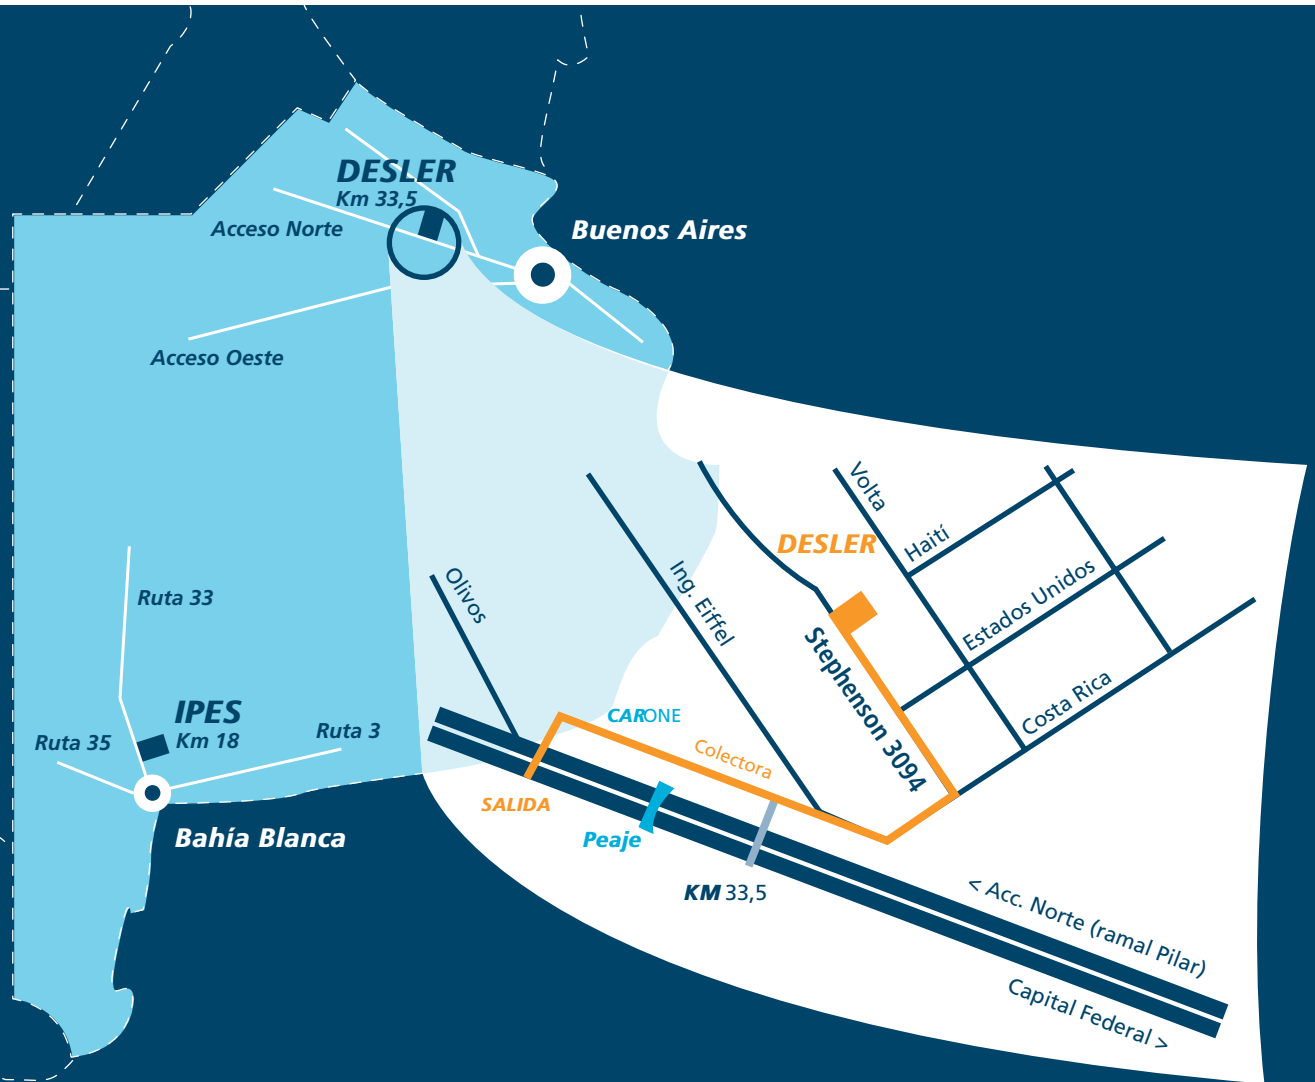 DESLER
Km 33,5
Acceso Norte
Buenos Aires
Acceso Oeste
Volta
Haití
DESLER
Ing. Eiffel
Estados Unidos
Olivos
Ruta 33
Stephenson 3094
Costa Rica
IPES
Km 18
Ruta 35
Ruta 3
CARONE
Colectora
SALIDA
Peaje
Bahía Blanca
KM 33,5
< Acc. Norte (ramal Pilar)
Capital Federal >